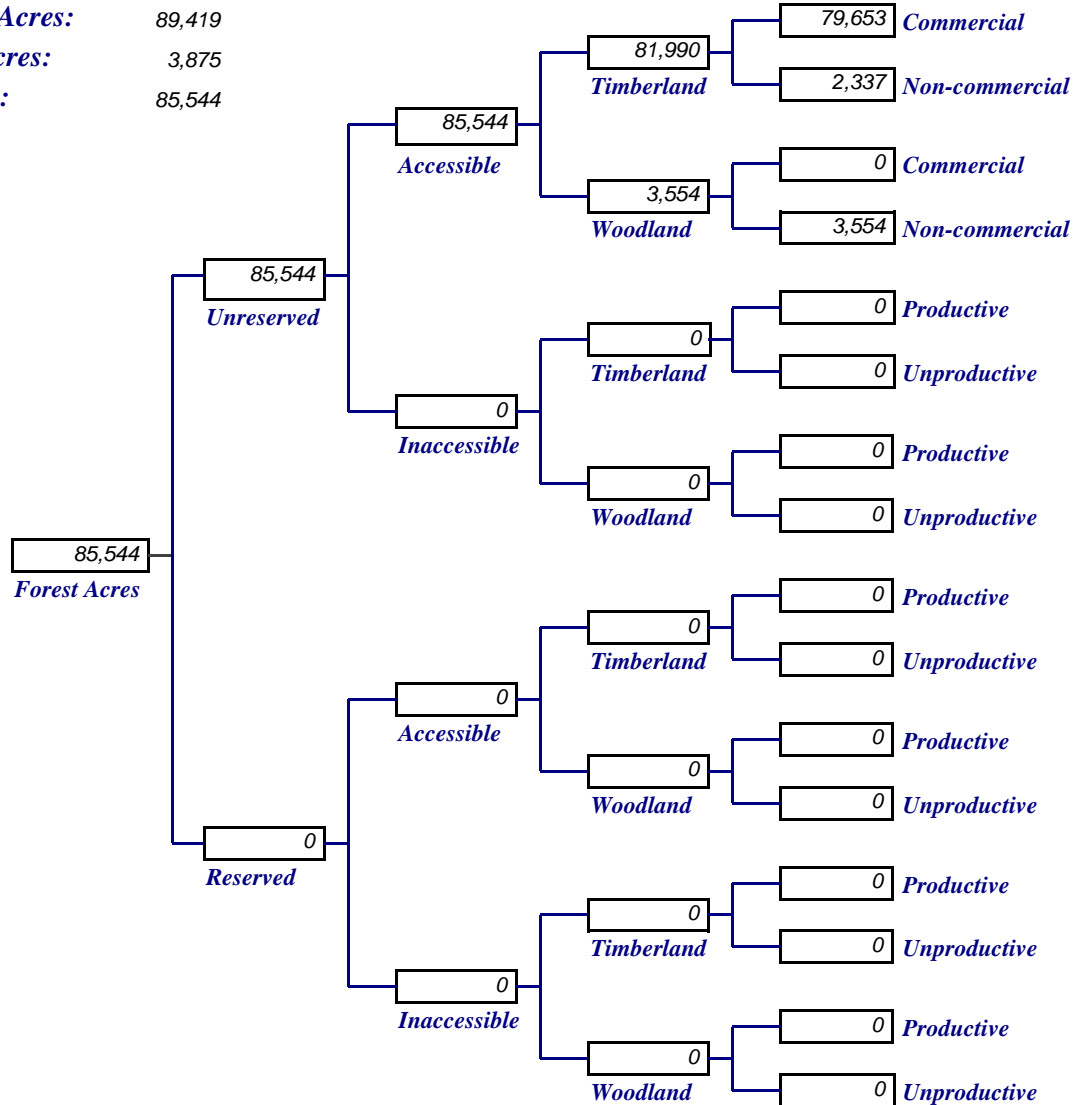 Acres: 89,419
cres: 3,875
: 85,544
79,653 Commercial
81,990
Timberland
2,337 Non-commercial
85,544
Accessible
0 Commercial
3,554
Woodland
3,554 Non-commercial
85,544
Unreserved
0 Productive
0
Timberland
0 Unproductive
0
Inaccessible
0 Productive
0
Woodland
0 Unproductive
85,544
Forest Acres
0 Productive
0
Timberland
0 Unproductive
0
Accessible
0 Productive
0
Woodland
0 Unproductive
0
Reserved
0 Productive
0
Timberland
0 Unproductive
0
Inaccessible
0 Productive
0
Woodland
0 Unproductive